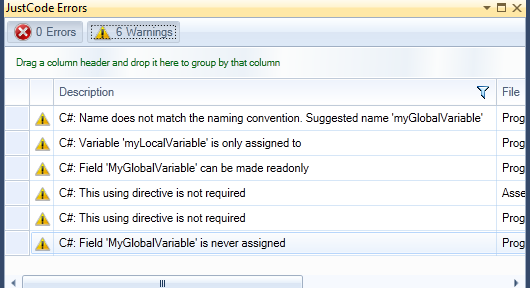 JustCode Errors
0 Errors
6 Warnings
Drag a column header and drop it here to group by that column
Description File
C#: Name does not match the naming convention. Suggested name 'myGlobalVariable' Prog
C#: Variable 'myLocalVariable' is only assigned to Prog
C#: Field 'MyGlobalVariable' can be made readonly Prog
C#: This using directive is not required Asse
C#: This using directive is not required Prog
C#: Field 'MyGlobalVariable' is never assigned Prog